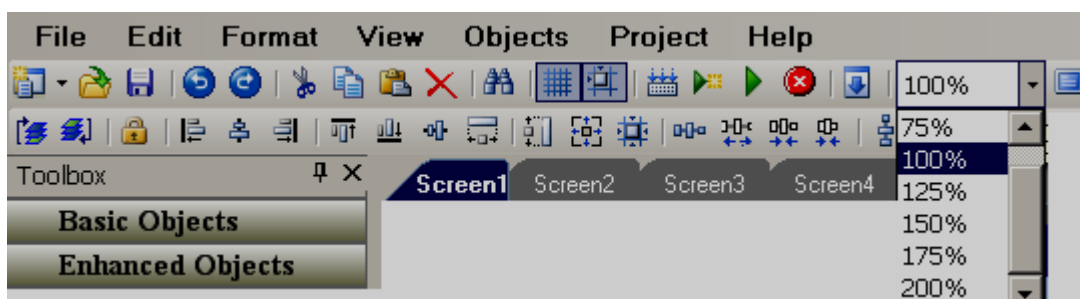 File Edit Format View Objects Project Help
100%
75%
Toolbox
Screen1 Screen2 Screen3 Screen4
100%
125%
Basic Objects
150%
Enhanced Objects
175%
200%